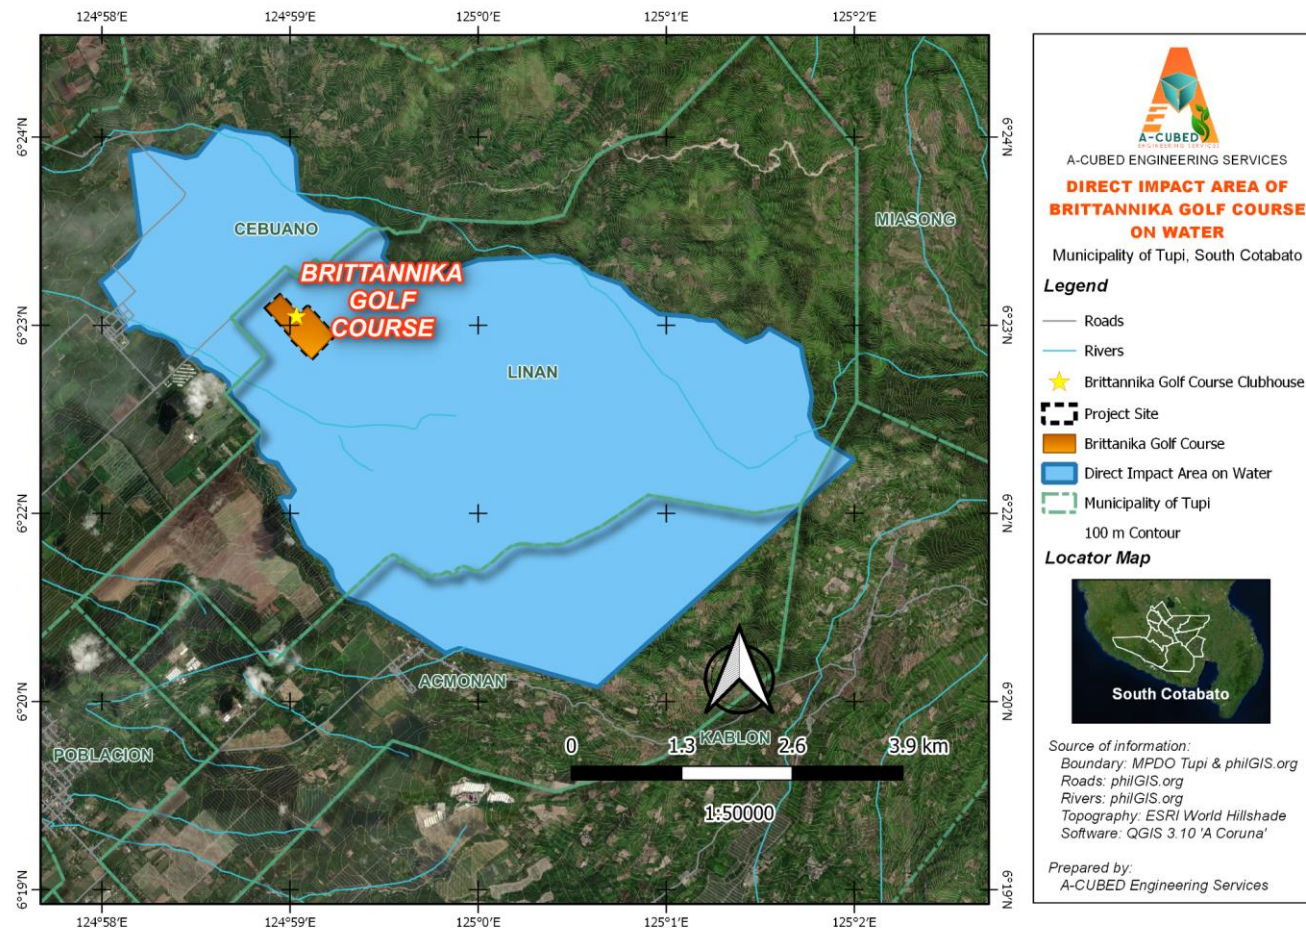 124°58'E 124°59'E 125°0'E 125°1'E 125°2'E
6°24'N 6°24'N
6°23'N 6°23'N
6°22'N 6°22'N
6°20'N 6°20'N
6°19'N 6°19'N
124°58'E 124°59'E 125°0'E 125°1'E 125°2'E
CEBUANO
MIASONG
BRITTANNIKA
GOLF
COURSE
LINAN
ACMONAN
POBLACION
KABLON
0 1.3 2.6 3.9 km
1:50000
A-CUBED
ENGINEERING SERVICES
A-CUBED ENGINEERING SERVICES
DIRECT IMPACT AREA OF
BRITTANNIKA GOLF COURSE
ON WATER
Municipality of Tupi, South Cotabato
Legend
Roads
Rivers
Brittannika Golf Course Clubhouse
Project Site
Brittanika Golf Course
Direct Impact Area on Water
Municipality of Tupi
100 m Contour
Locator Map
South Cotabato
Source of information:
Boundary: MPDO Tupi & philGIS.org
Roads: philGIS.org
Rivers: philGIS.org
Topography: ESRI World Hillshade
Software: QGIS 3.10 'A Coruna'
Prepared by:
A-CUBED Engineering Services